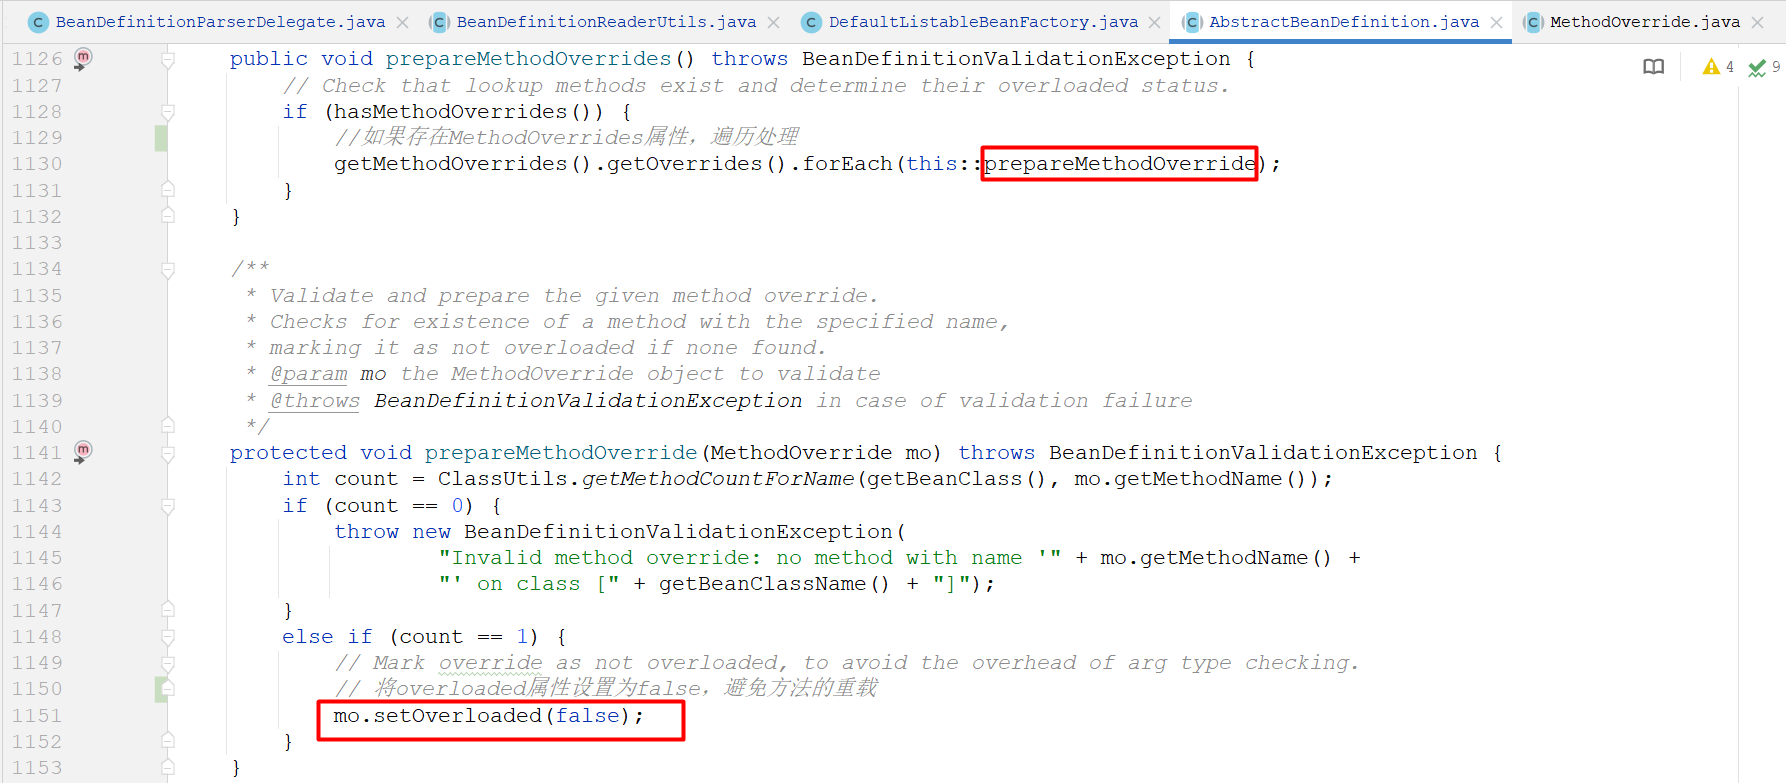 BeanDefinitionParserDelegate.java BeanDefinitionReaderUtils.java DefaultListableBeanFactory.java AbstractBeanDefinition.java MethodOverride.java
1126 public void prepareMethodOverrides() throws BeanDefinitionValidationException { 4 9
1127 // Check that lookup methods exist and determine their overloaded status.
1128 if (hasMethodOverrides()) {
1129 //如果存在MethodOverrides属性，遍历处理
1130 getMethodOverrides().getOverrides().forEach(this::prepareMethodOverride);
1131 }
1132 }
1133
1134 /**
1135 * Validate and prepare the given method override.
1136 * Checks for existence of a method with the specified name,
1137 * marking it as not overloaded if none found.
1138 * @param mo the MethodOverride object to validate
1139 * @throws BeanDefinitionValidationException in case of validation failure
1140 */
1141 protected void prepareMethodOverride(MethodOverride mo) throws BeanDefinitionValidationException {
1142 int count = ClassUtils.getMethodCountForName(getBeanClass(), mo.getMethodName());
1143 if (count == 0) {
1144 throw new BeanDefinitionValidationException(
1145 "Invalid method override: no method with name '" + mo.getMethodName() +
1146 "' on class [" + getBeanClassName() + "]");
1147 }
1148 else if (count == 1) {
1149 // Mark override as not overloaded, to avoid the overhead of arg type checking.
1150 // 将overloaded属性设置为false，避免方法的重载
1151 mo.setOverloaded(false);
1152 }
1153 }